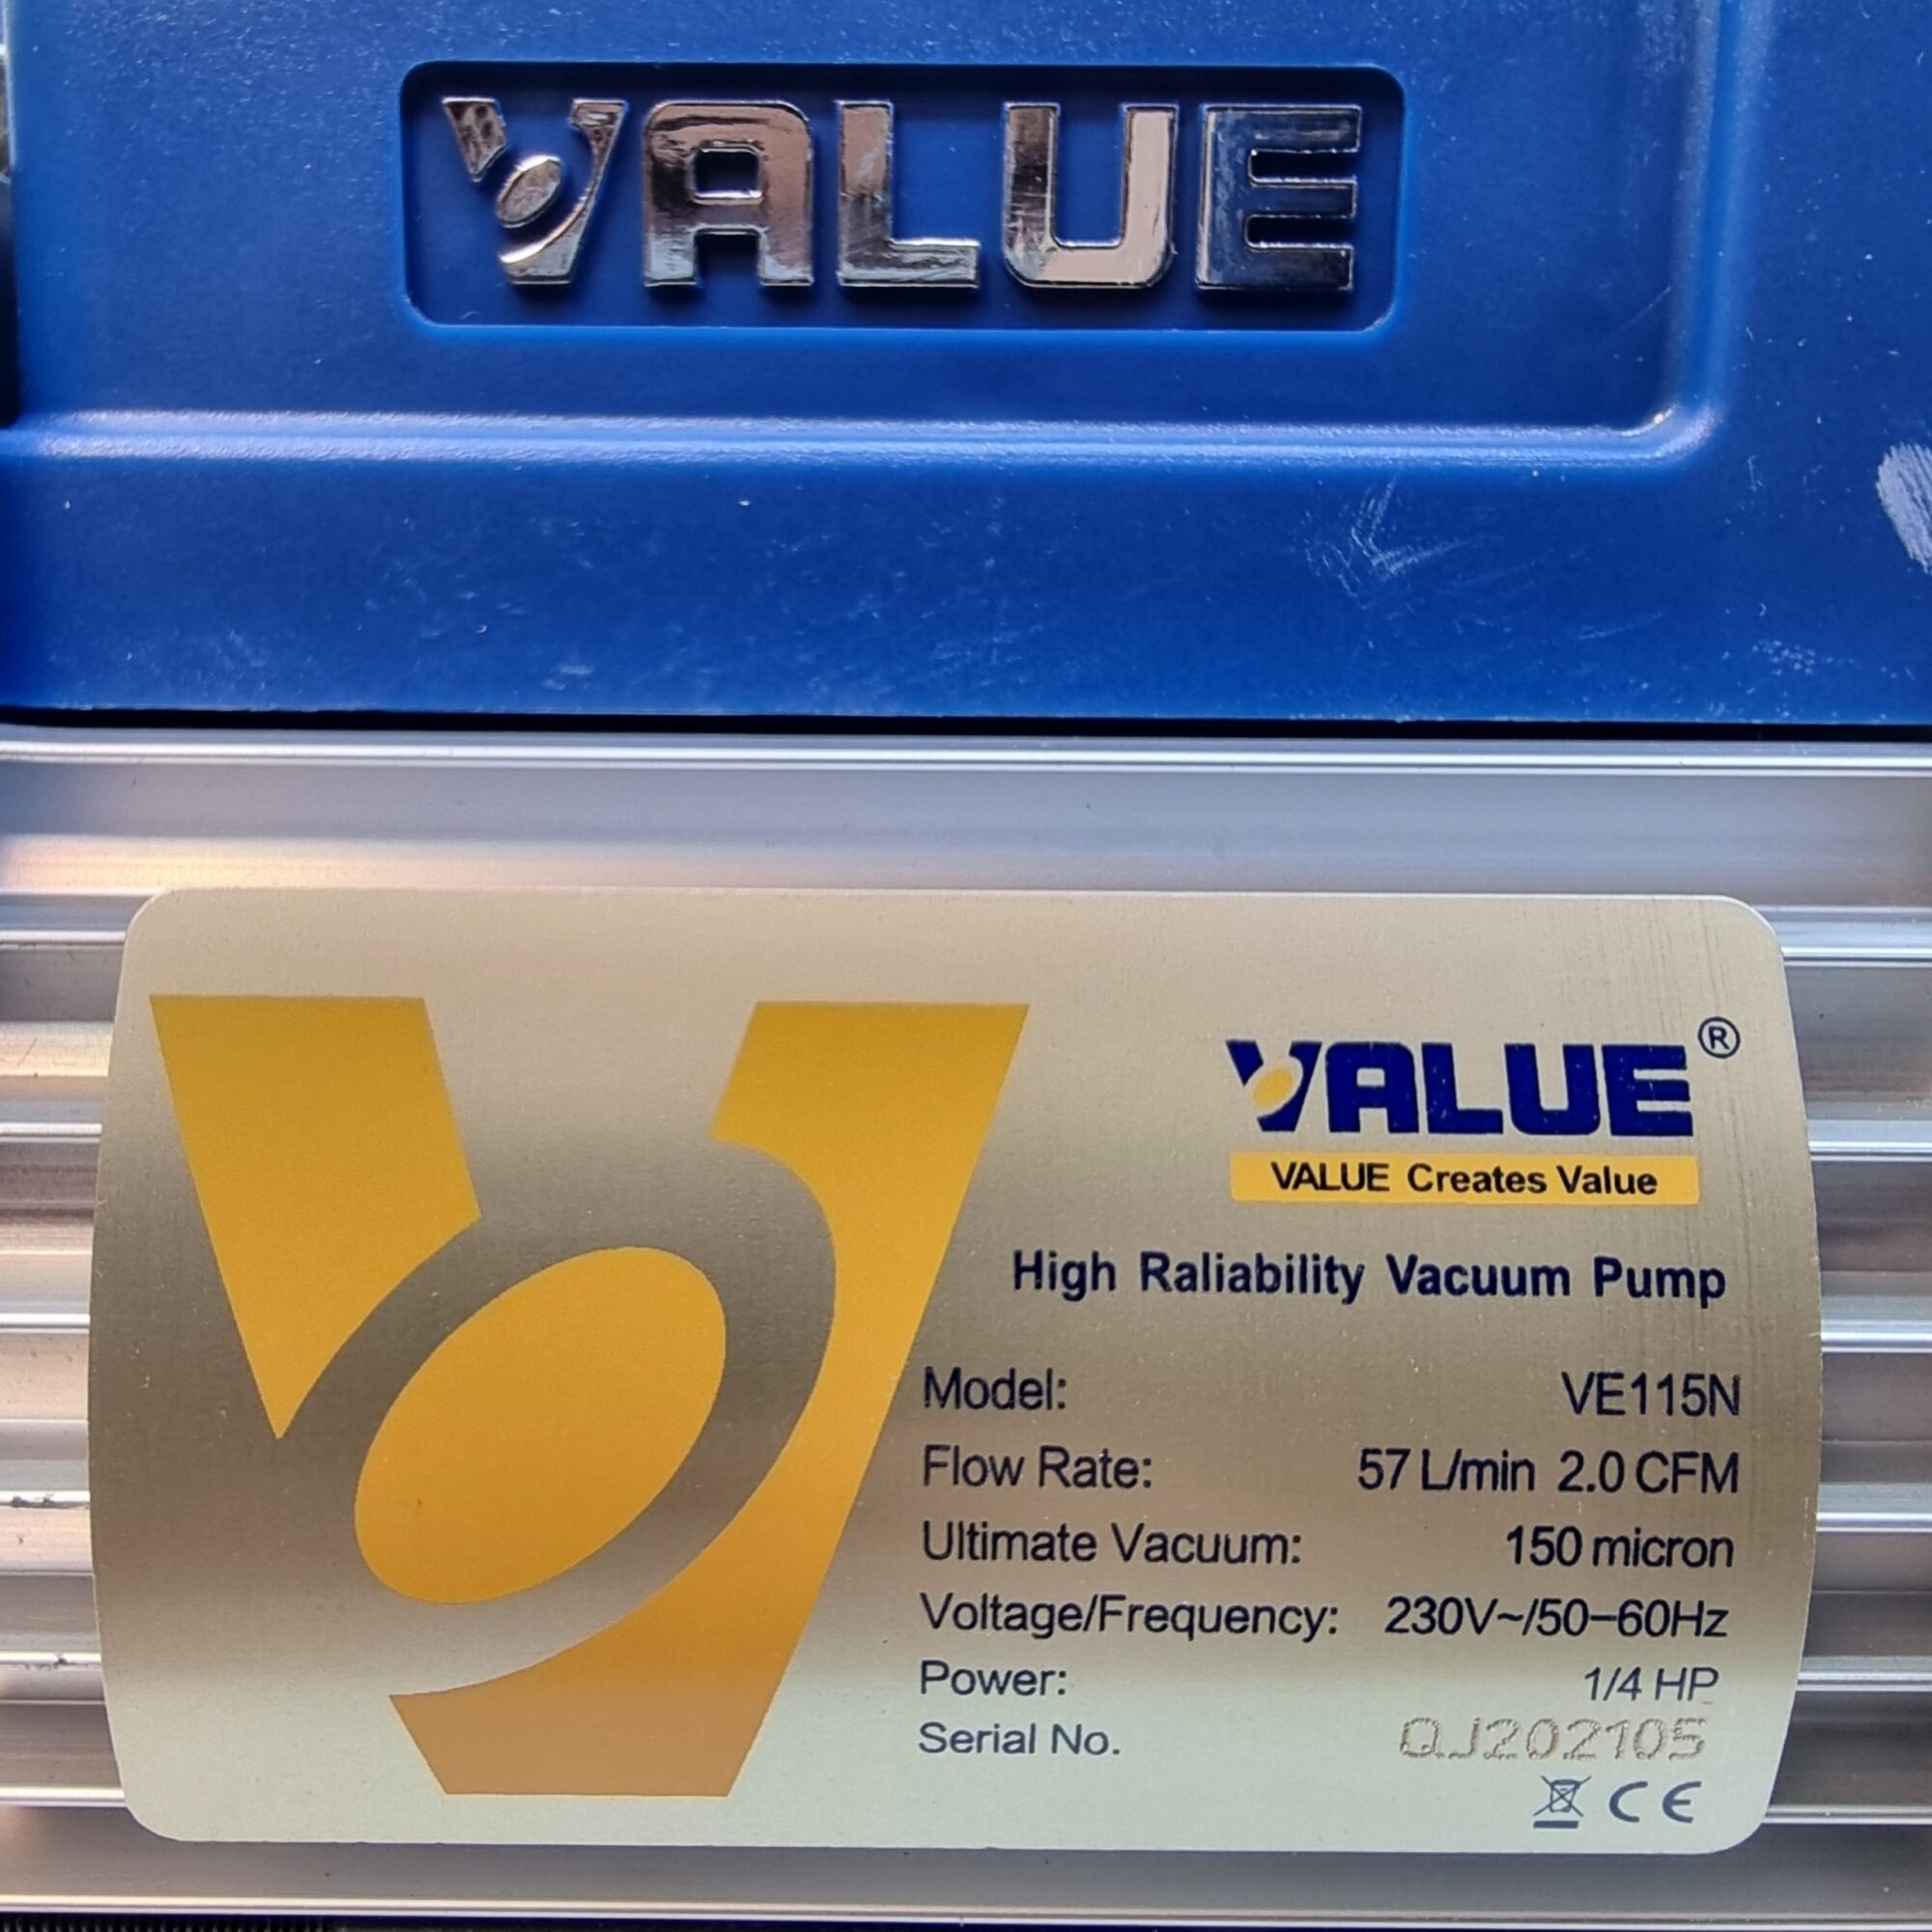 VALUE
VALUE®
VALUE Creates Value
High Raliability Vacuum Pump
Model: VE115N
Flow Rate: 57 L/min 2.0 CFM
Ultimate Vacuum: 150 micron
Voltage/Frequency: 230V~/50-60Hz
Power: 1/4 HP
Serial No. QJ202105
CE